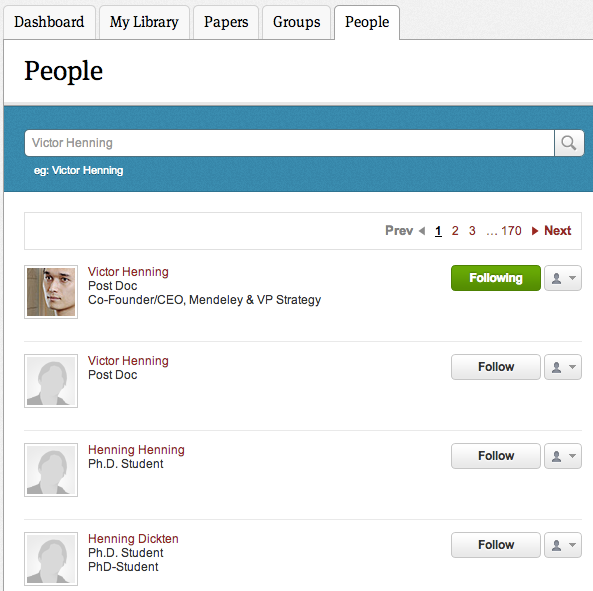 Dashboard My Library Papers Groups People
People
Victor Henning
eg: Victor Henning
Prev 1 2 3 ... 170 Next
Victor Henning
Post Doc
Co-Founder/CEO, Mendeley & VP Strategy
Following
Victor Henning
Post Doc
Follow
Henning Henning
Ph.D. Student
Follow
Henning Dickten
Ph.D. Student
PhD-Student
Follow